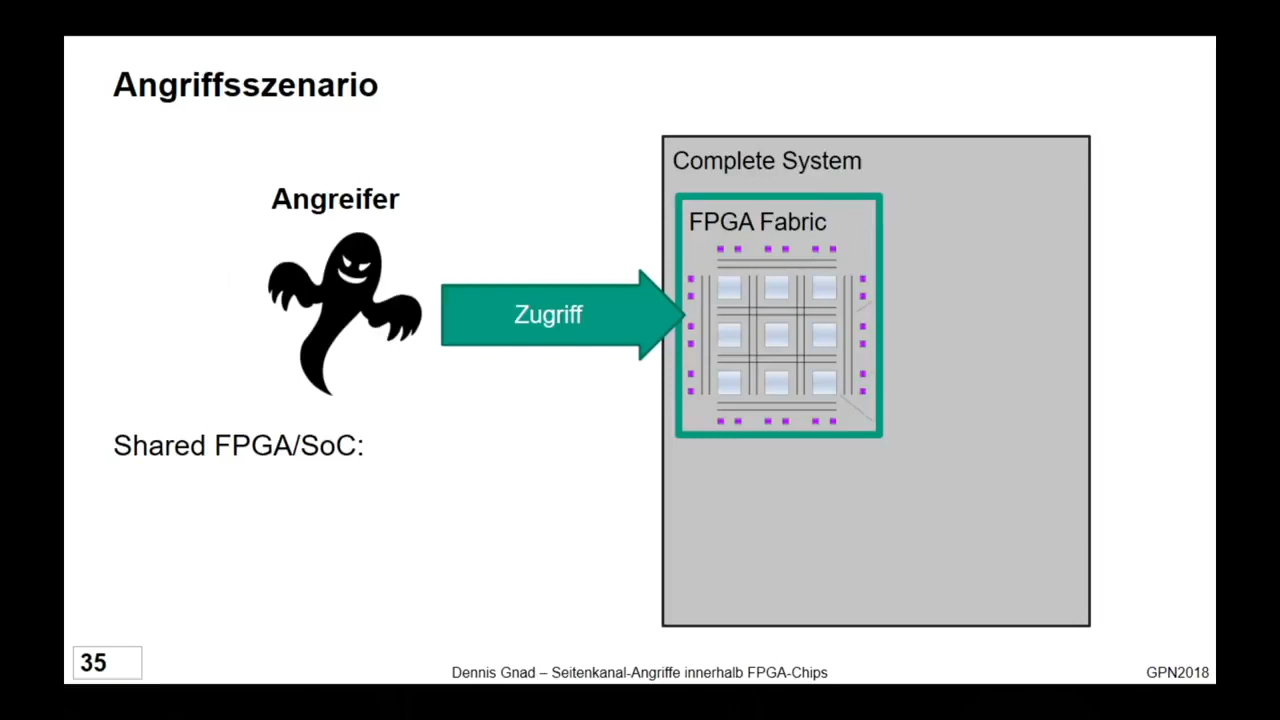 Angriffsszenario
Angreifer
Zugriff
Shared FPGA/SoC:
Complete System
FPGA Fabric
35
Dennis Gnad – Seitenkanal-Angriffe innerhalb FPGA-Chips
GPN2018